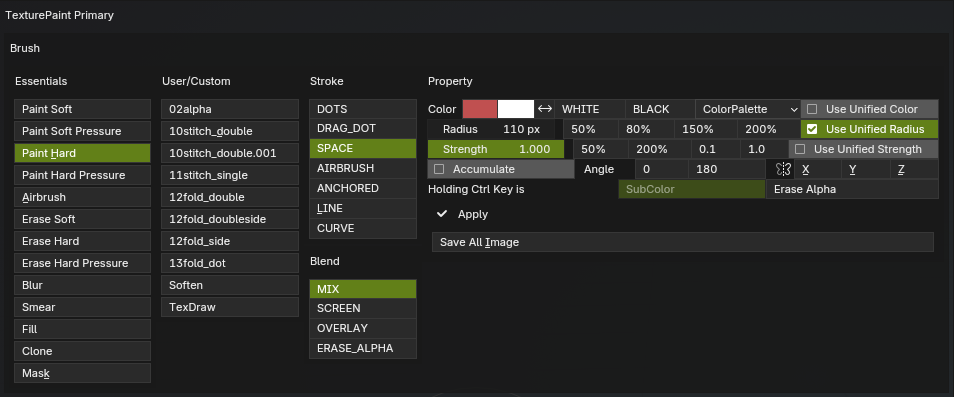 TexturePaint Primary
Brush
Essentials
Paint Soft
Paint Soft Pressure
Paint Hard
Paint Hard Pressure
Airbrush
Erase Soft
Erase Hard
Erase Hard Pressure
Blur
Smear
Fill
Clone
Mask
User/Custom
02alpha
10stitch_double
10stitch_double.001
11stitch_single
12fold_double
12fold_doubleside
12fold_side
13fold_dot
Soften
TexDraw
Stroke
DOTS
DRAG_DOT
SPACE
AIRBRUSH
ANCHORED
LINE
CURVE
Blend
MIX
SCREEN
OVERLAY
ERASE_ALPHA
Property
Color WHITE BLACK ColorPalette Use Unified Color
Radius 110 px 50% 80% 150% 200% Use Unified Radius
Strength 1.000 50% 200% 0.1 1.0 Use Unified Strength
Accumulate Angle 0 180 X Y Z
Holding Ctrl Key is SubColor Erase Alpha
Apply
Save All Image